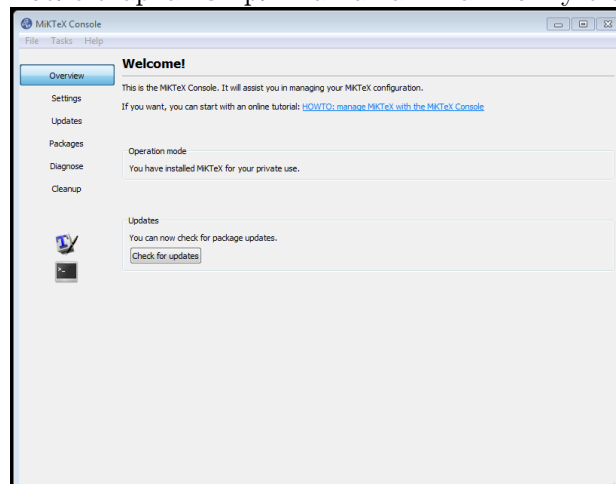 MiKTeX Console
File Tasks Help
Overview
Settings
Updates
Packages
Diagnose
Cleanup
Welcome!
This is the MiKTeX Console. It will assist you in managing your MiKTeX configuration.
If you want, you can start with an online tutorial: HOWTO: manage MiKTeX with the MiKTeX Console
Operation mode
You have installed MiKTeX for your private use.
Updates
You can now check for package updates.
Check for updates